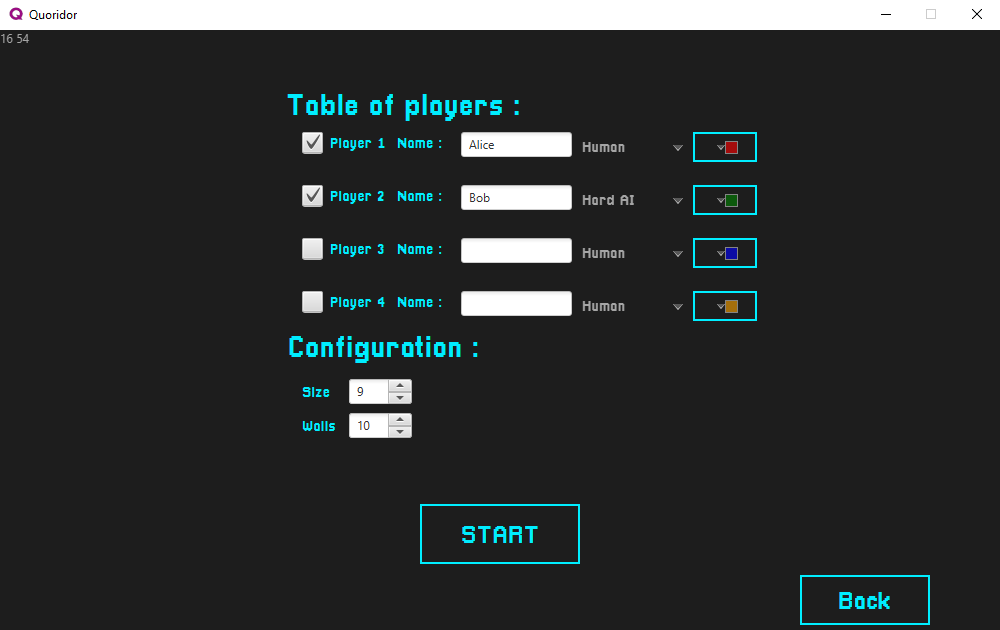 Quoridor
16 54
Table of players :
Player 1 Name : Alice Human
Player 2 Name : Bob Hard AI
Player 3 Name : Human
Player 4 Name : Human
Configuration :
Size 9
Walls 10
START
Back